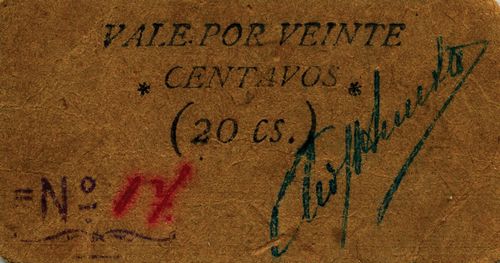 VALE POR VEINTE
* CENTAVOS *
(20 CS.)
=Nº 17